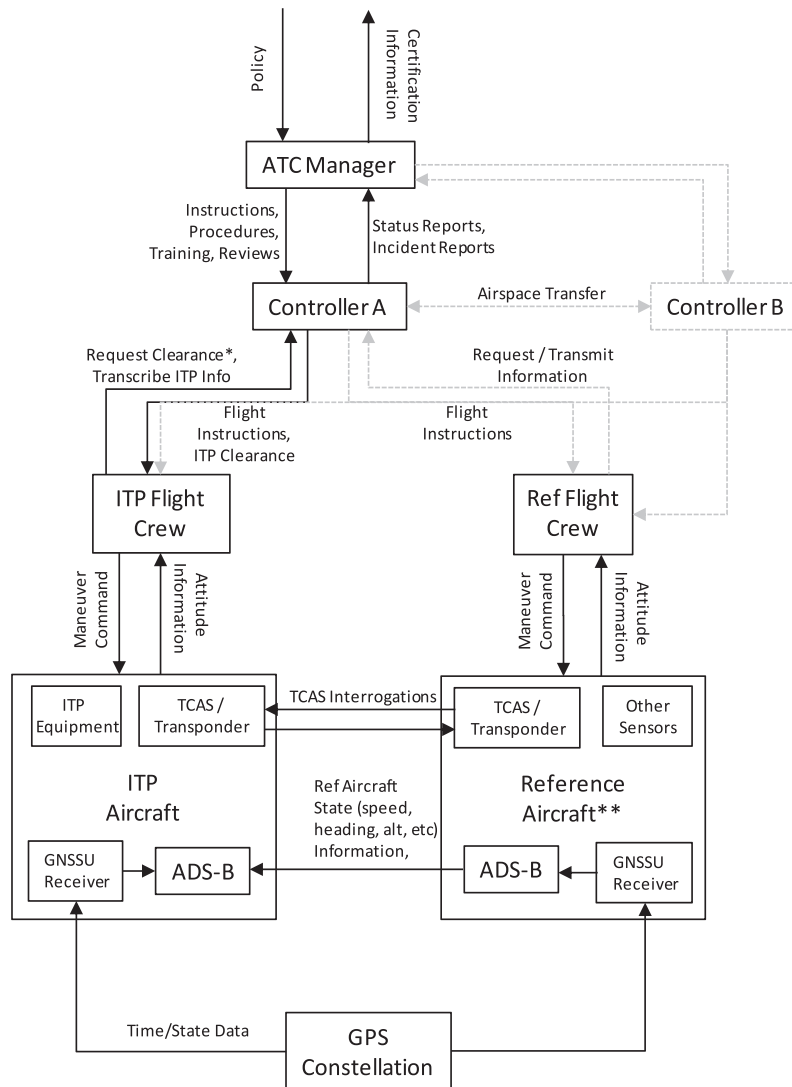 Policy
Certification
Information
ATC Manager
Instructions,
Procedures,
Training, Reviews
Status Reports,
Incident Reports
Controller A
Airspace Transfer
Controller B
Request Clearance*,
Transcribe ITP Info
Request / Transmit
Information
Flight
Instructions,
ITP Clearance
Flight
Instructions
ITP Flight
Crew
Ref Flight
Crew
Maneuver
Command
Attitude
Information
Maneuver
Command
Attitude
Information
ITP
Equipment
TCAS /
Transponder
TCAS Interrogations
TCAS /
Transponder
Other
Sensors
ITP
Aircraft
Ref Aircraft
State (speed,
heading, alt, etc)
Information,
Reference
Aircraft**
GNSSU
Receiver
ADS-B
ADS-B
GNSSU
Receiver
Time/State Data
GPS
Constellation